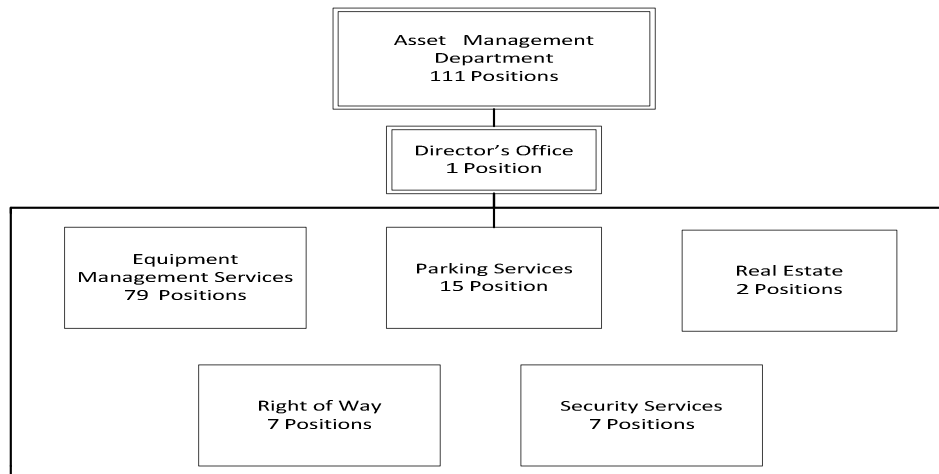 Asset Management
Department
111 Positions
Director’s Office
1 Position
Equipment
Management Services
79 Positions
Parking Services
15 Position
Real Estate
2 Positions
Right of Way
7 Positions
Security Services
7 Positions